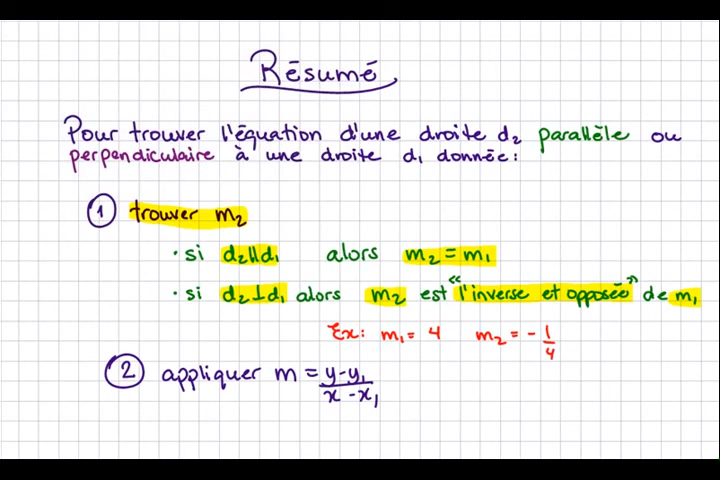 Résumé
Pour trouver l'équation d'une droite d₂ parallèle ou
perpendiculaire à une droite d₁ donnée :
① trouver m₂
· si d₂ ∥ d₁ alors m₂ = m₁
· si d₂ ⊥ d₁ alors m₂ est "l'inverse et opposée" de m₁
Ex: m₁ = 4 m₂ = -1/4
② appliquer m = (y-y₁)/(x-x₁)